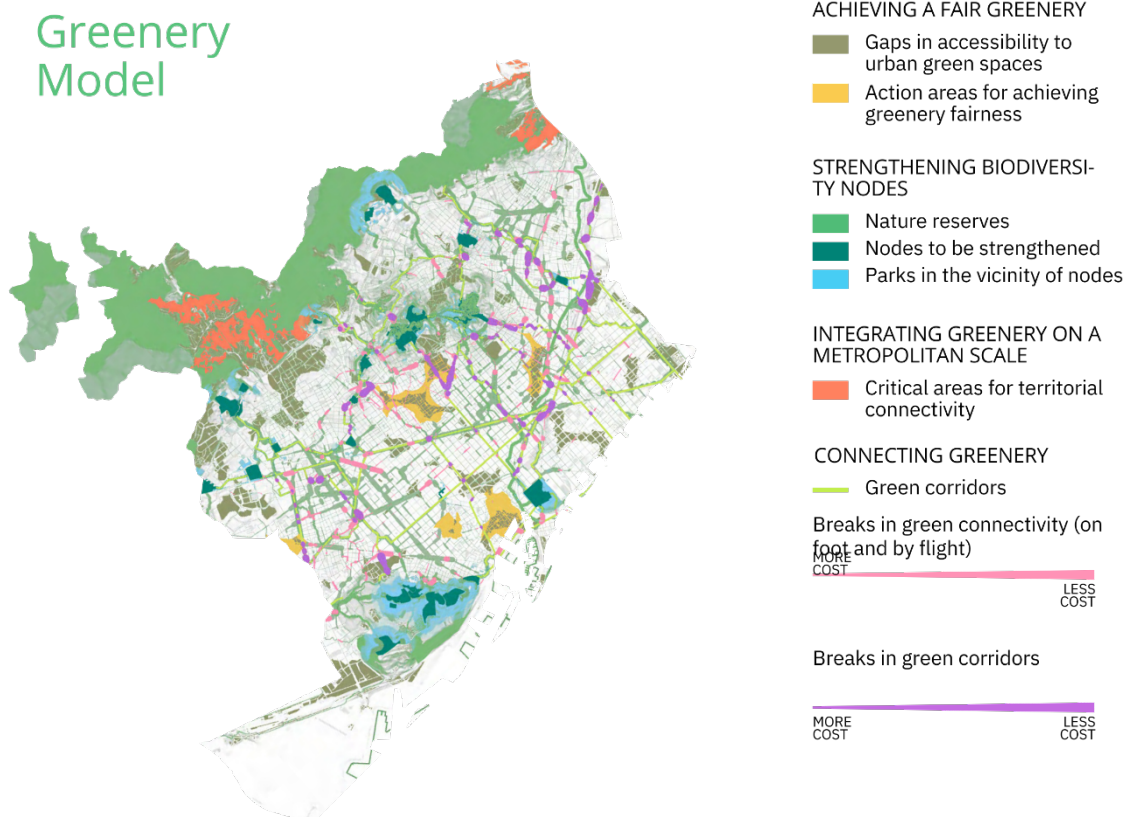 Greenery
Model
ACHIEVING A FAIR GREENERY
Gaps in accessibility to
urban green spaces
Action areas for achieving
greenery fairness
STRENGTHENING BIODIVERSI-
TY NODES
Nature reserves
Nodes to be strengthened
Parks in the vicinity of nodes
INTEGRATING GREENERY ON A
METROPOLITAN SCALE
Critical areas for territorial
connectivity
CONNECTING GREENERY
Green corridors
Breaks in green connectivity (on
foot and by flight)
MORE
COST
LESS
COST
Breaks in green corridors
MORE
COST
LESS
COST